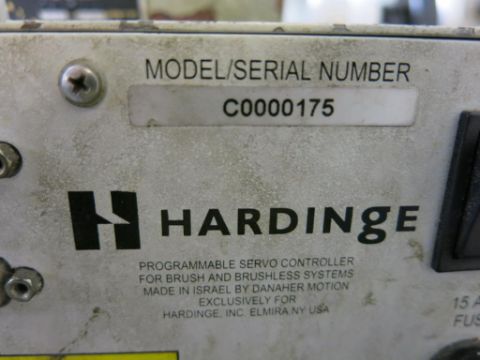 MODEL/SERIAL NUMBER
C0000175
HARDINGE
PROGRAMMABLE SERVO CONTROLLER
FOR BRUSH AND BRUSHLESS SYSTEMS
MADE IN ISRAEL BY DANAHER MOTION
EXCLUSIVELY FOR
HARDINGE, INC. ELMIRA NY USA
15 A
FUS